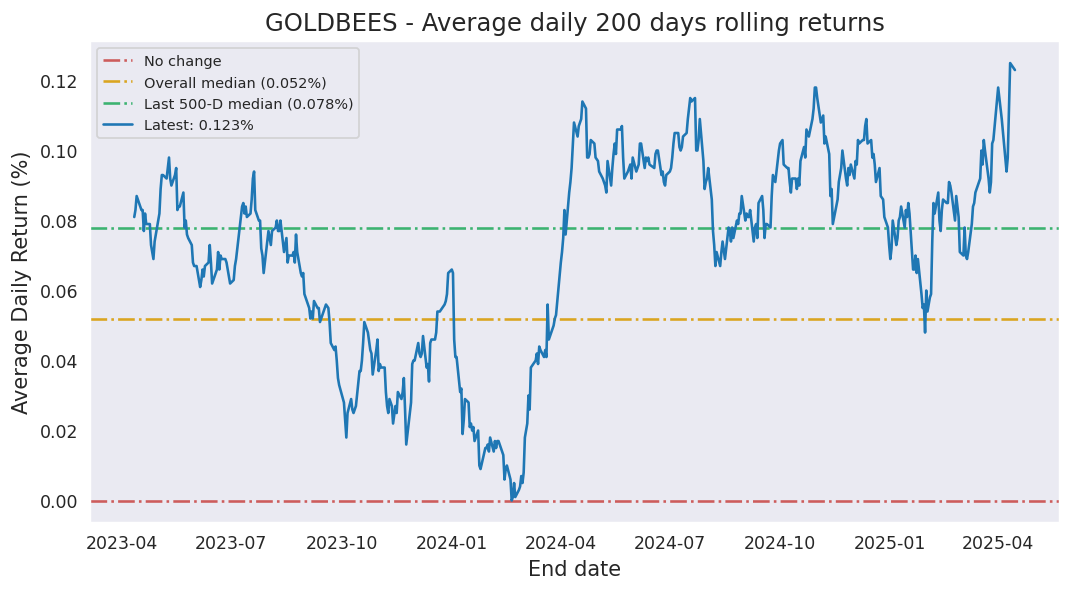 GOLDBEES - Average daily 200 days rolling returns
No change
Overall median (0.052%)
Last 500-D median (0.078%)
Latest: 0.123%
Average Daily Return (%)
0.12
0.10
0.08
0.06
0.04
0.02
0.00
2023-04 2023-07 2023-10 2024-01 2024-04 2024-07 2024-10 2025-01 2025-04
End date